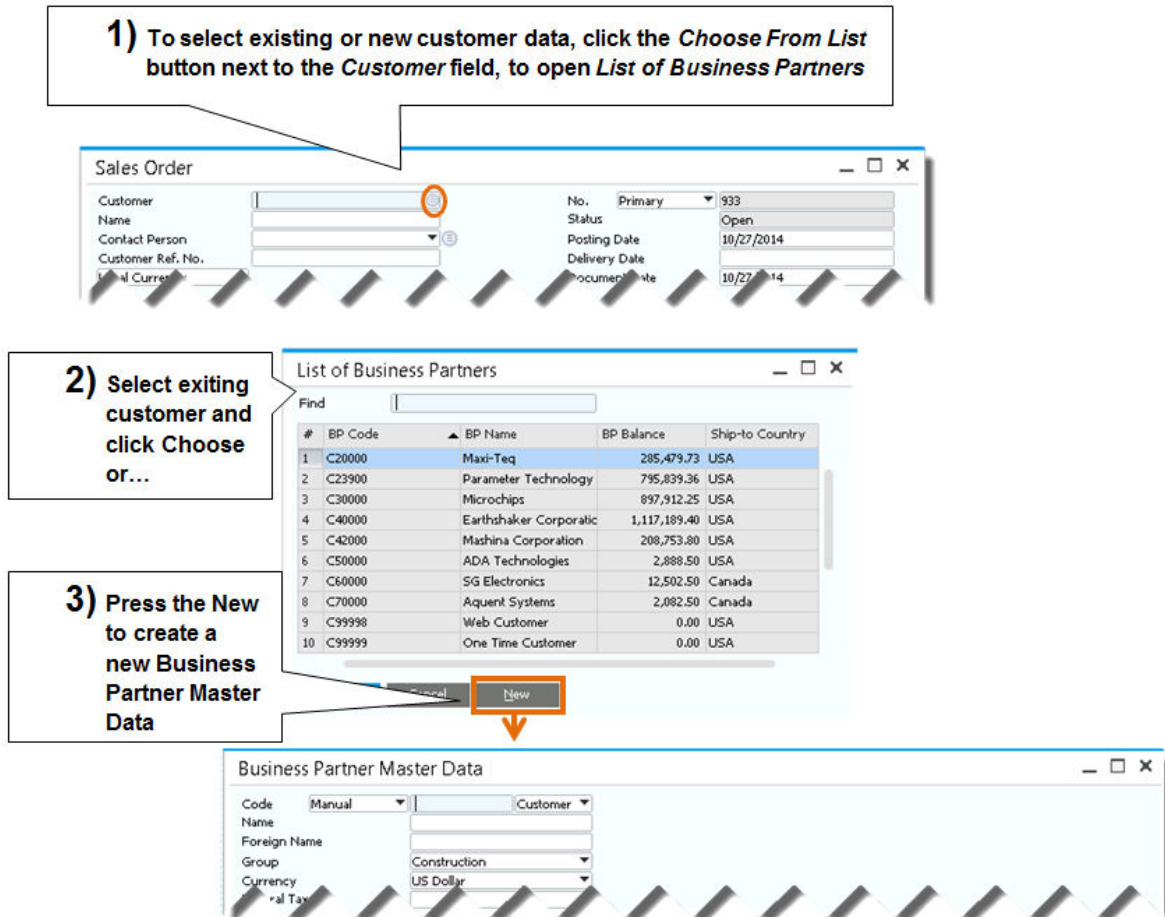 1) To select existing or new customer data, click the Choose From List
button next to the Customer field, to open List of Business Partners
Sales Order
Customer
No. Primary 933
Name
Status Open
Contact Person
Posting Date 10/27/2014
Customer Ref. No.
Delivery Date
10/27
2) Select exiting
customer and
click Choose
or...
List of Business Partners
Find
# BP Code BP Name BP Balance Ship-to Country
1 C20000 Maxi-Teq 285,479.73 USA
2 C23900 Parameter Technology 795,839.36 USA
3 C30000 Microchips 897,912.25 USA
4 C40000 Earthshaker Corporatic 1,117,189.40 USA
5 C42000 Mashina Corporation 208,753.80 USA
6 C50000 ADA Technologies 2,888.50 USA
7 C60000 SG Electronics 12,502.50 Canada
8 C70000 Aquent Systems 2,082.50 Canada
9 C99998 Web Customer 0.00 USA
10 C99999 One Time Customer 0.00 USA
New
3) Press the New
to create a
new Business
Partner Master
Data
Business Partner Master Data
Code Manual Customer
Name
Foreign Name
Group Construction
Currency US Dollar